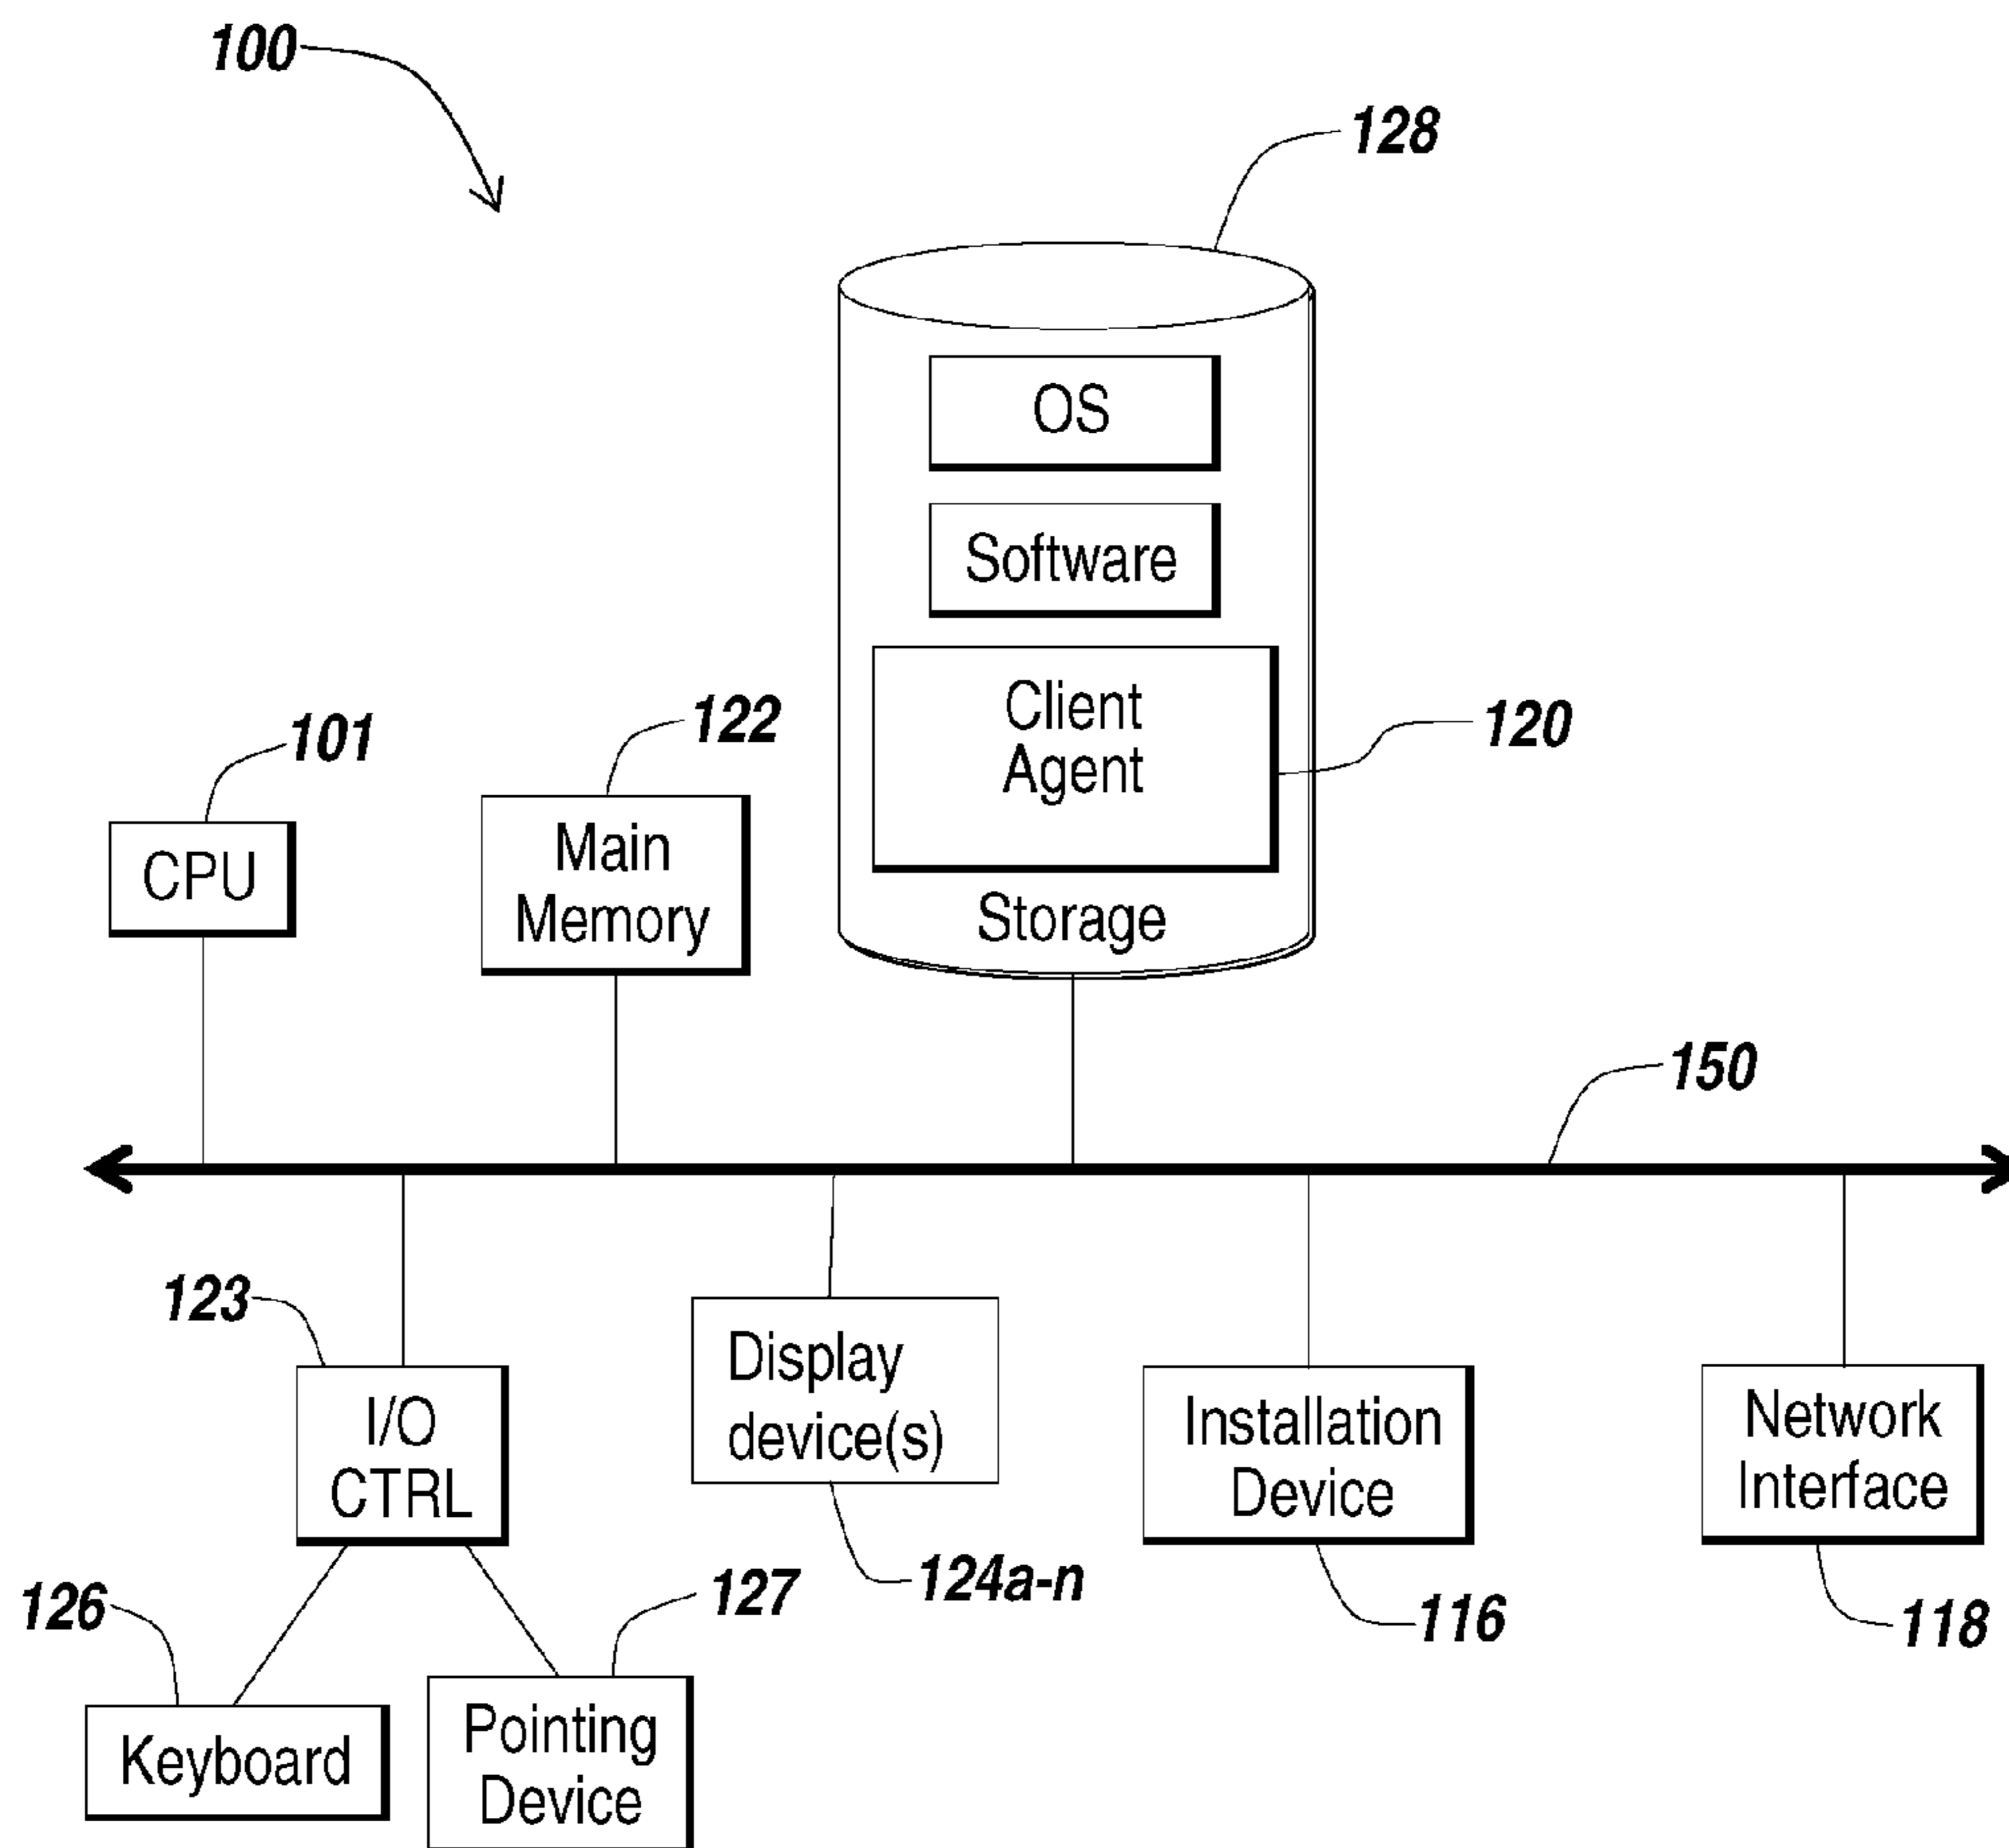 100
128
OS
Software
Client
Agent
120
Storage
101
CPU
122
Main
Memory
150
123
I/O
CTRL
Display
device(s)
124a-n
Installation
Device
116
Network
Interface
118
126
Keyboard
127
Pointing
Device